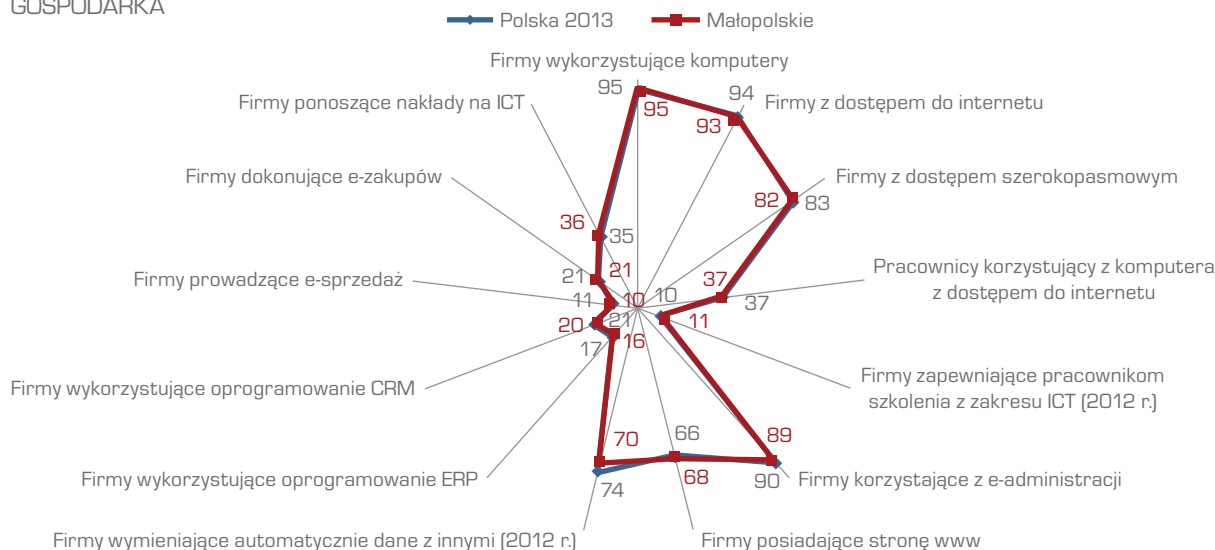 GOSPODARKA
Polska 2013
Małopolskie
Firmy wykorzystujące komputery
95
95
94
93
Firmy z dostępem do internetu
Firmy z dostępem szerokopasmowym
82
83
Pracownicy korzystujący z komputera
z dostępem do internetu
37
37
10
11
Firmy zapewniające pracownikom
szkolenia z zakresu ICT (2012 r.)
89
90
Firmy korzystające z e-administracji
66
68
Firmy posiadające stronę www
70
74
Firmy wymieniające automatycznie dane z innymi (2012 r.)
17
16
Firmy wykorzystujące oprogramowanie ERP
20
21
Firmy wykorzystujące oprogramowanie CRM
11
10
Firmy prowadzące e-sprzedaż
21
21
Firmy dokonujące e-zakupów
36
35
Firmy ponoszące nakłady na ICT